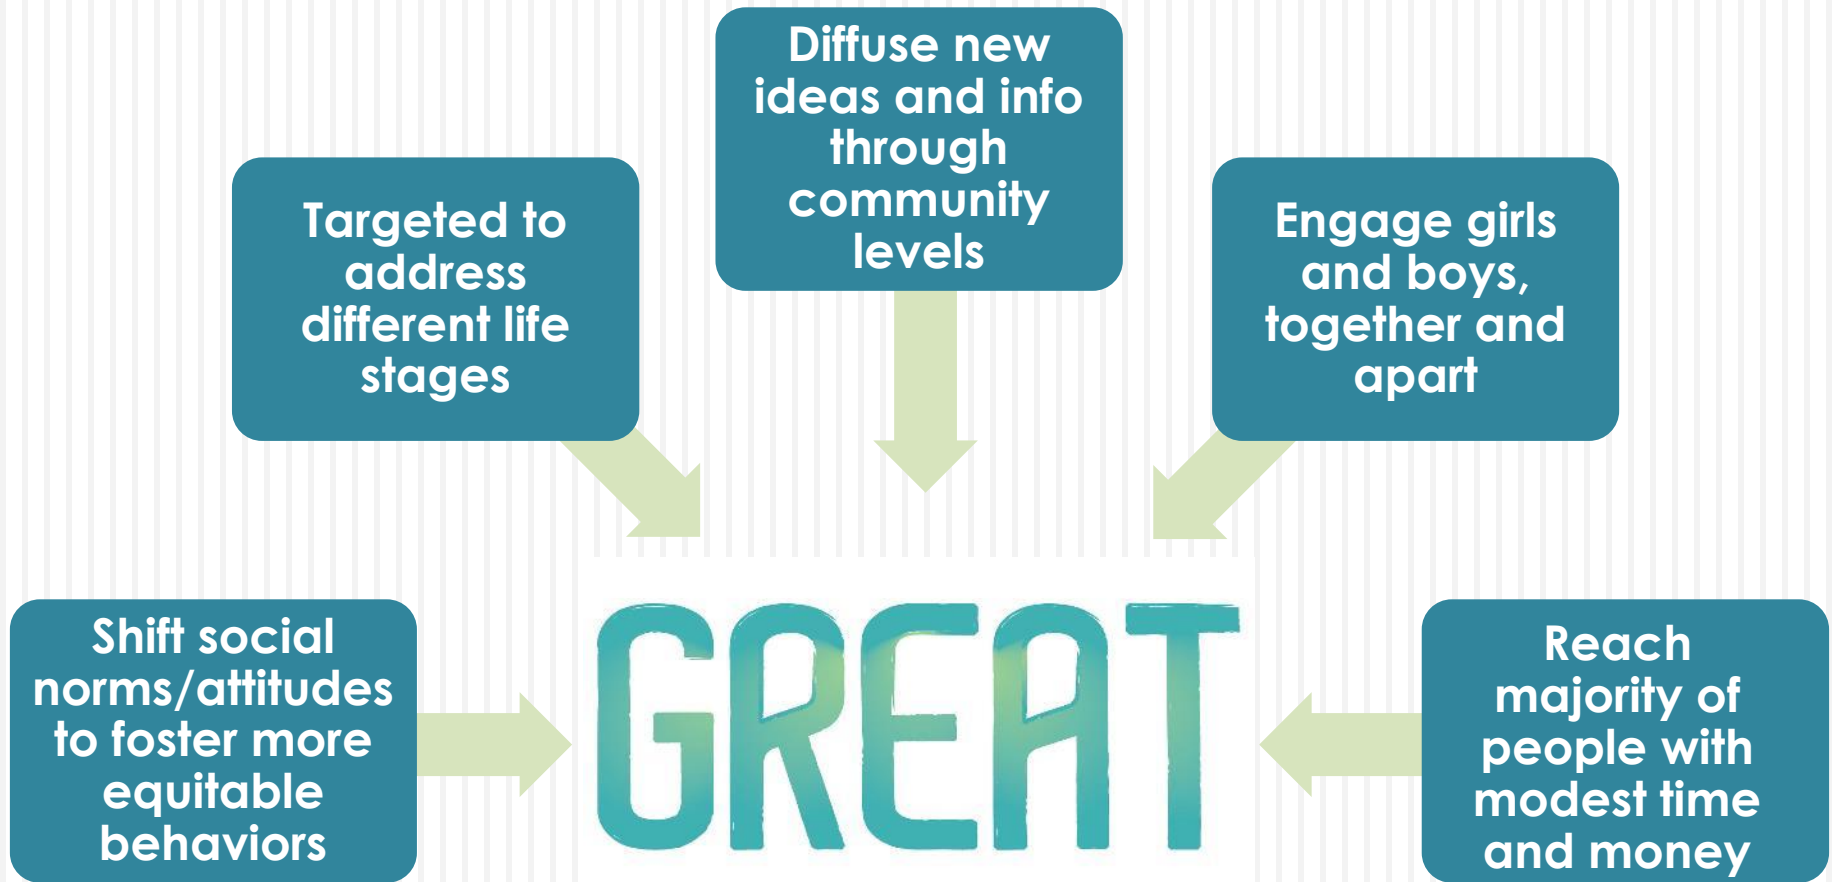 Diffuse new
ideas and info
through
community
levels
Targeted to
address
different life
stages
Engage girls
and boys,
together and
apart
Shift social
norms/attitudes
to foster more
equitable
behaviors
GREAT
Reach
majority of
people with
modest time
and money